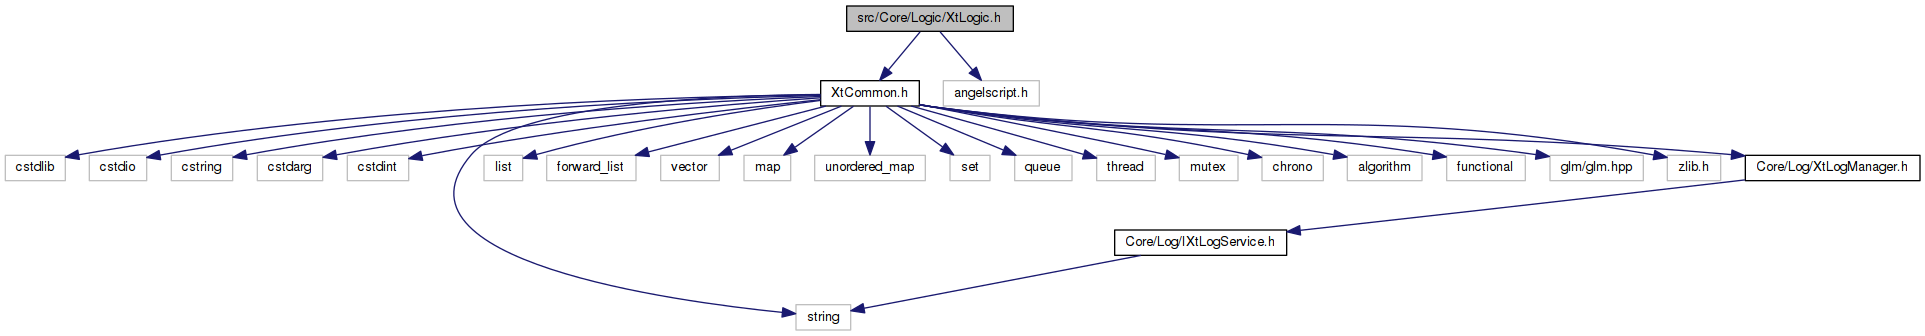 src/Core/Logic/XtLogic.h
XtCommon.h
angelscript.h
cstdlib
cstdio
cstring
cstdarg
cstdint
list
forward_list
vector
map
unordered_map
set
queue
thread
mutex
chrono
algorithm
functional
glm/glm.hpp
zlib.h
Core/Log/XtLogManager.h
Core/Log/IXtLogService.h
string